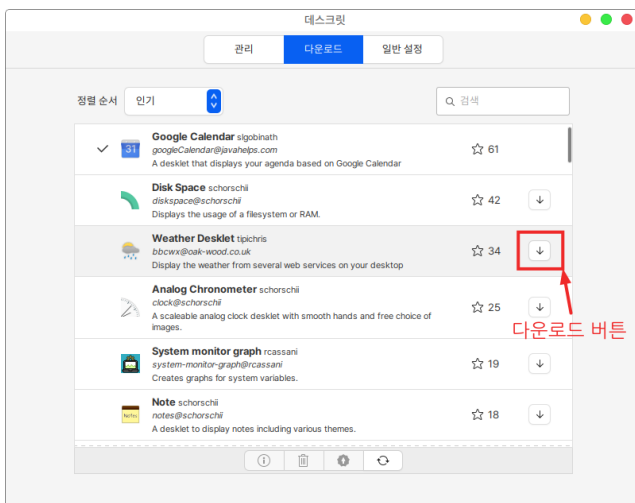 데스크릿
관리 다운로드 일반 설정
정렬 순서 인기 검색
Google Calendar slgobinath
31 googleCalendar@javahelps.com 61
A desklet that displays your agenda based on Google Calendar
Disk Space schorschii
diskspace@schorschii 42
Displays the usage of a filesystem or RAM.
Weather Desklet tipichris
bbcwx@oak-wood.co.uk 34
Display the weather from several web services on your desktop
Analog Chronometer schorschii
clock@schorschii 25
A scaleable analog clock desklet with smooth hands and free choice of
images.
다운로드 버튼
System monitor graph rcassani
system-monitor-graph@rcassani 19
Creates graphs for system variables.
Note schorschii
Notes notes@schorschii 18
A desklet to display notes including various themes.